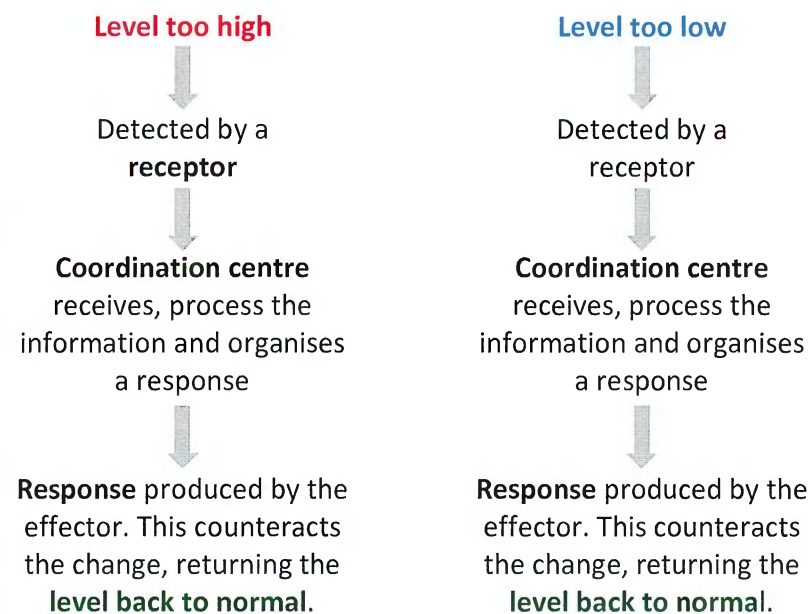 Level too high
Detected by a
receptor
Coordination centre
receives, process the
information and organises
a response
Response produced by the
effector. This counteracts
the change, returning the
level back to normal.
Level too low
Detected by a
receptor
Coordination centre
receives, process the
information and organises
a response
Response produced by the
effector. This counteracts
the change, returning the
level back to normal.